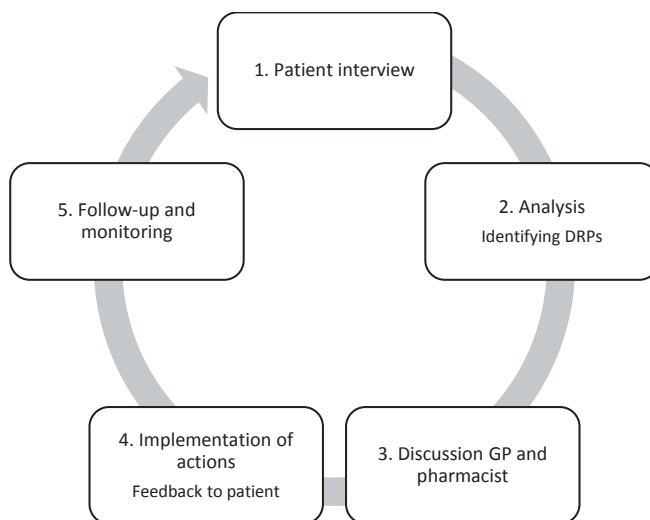 1. Patient interview
2. Analysis
Identifying DRPs
3. Discussion GP and
pharmacist
4. Implementation of
actions
Feedback to patient
5. Follow-up and
monitoring